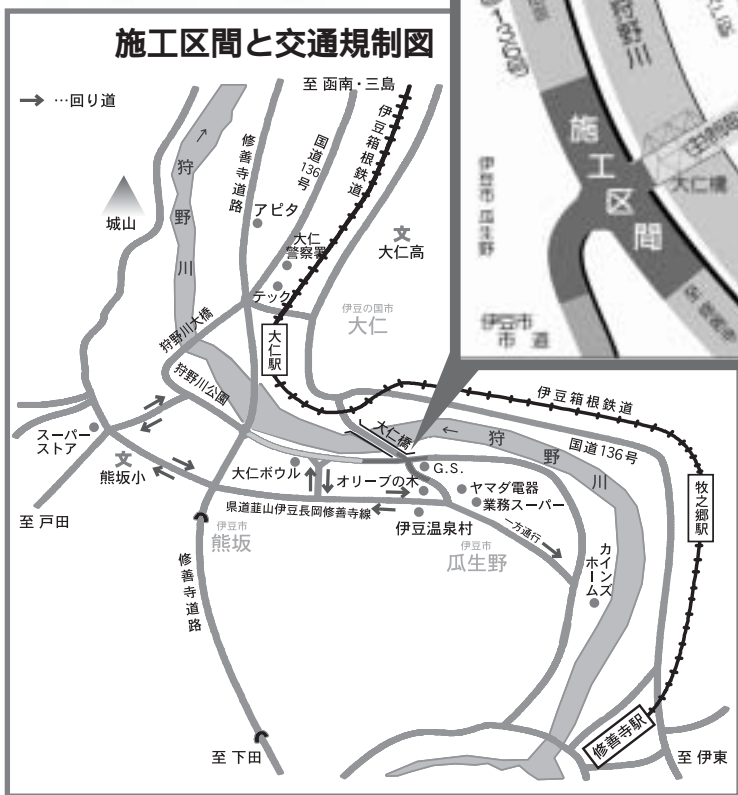 施工区間と交通規制図
→ …回り道
至 函南・三島
伊豆箱根鉄道
国道136号
修善寺道路
狩野川
城山
アピタ
大仁警察署
テック
文
大仁高
伊豆の国市
大仁
大仁駅
狩野川大橋
狩野川公園
スーパーストア
文
熊坂小
至 戸田
大仁ボウル
オリーブの木
大仁橋
G.S.
ヤマダ電器
業務スーパー
伊豆温泉村
県道韮山伊豆長岡修善寺線
伊豆市
熊坂
伊豆市
瓜生野
一方通行
カインズホーム
狩野川
伊豆箱根鉄道
国道136号
牧之郷駅
修善寺駅
修善寺道路
至 下田
至 伊東
施工区間
狩野川
大仁橋
伊豆市 瓜生野
伊豆市
市道
至 修善寺